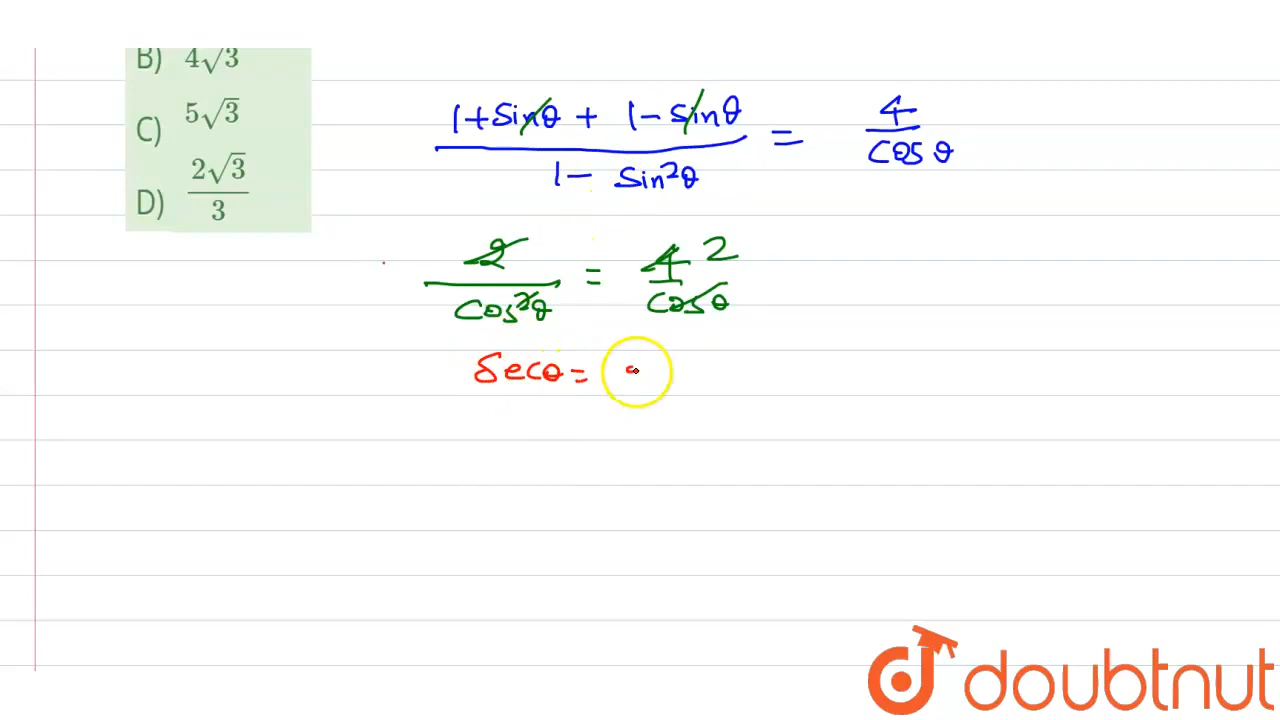 B) 4√3
C) 5√3
D) 2√3/3
(1+sinθ + 1-sinθ)/(1- sin²θ) = 4/cosθ
2/cos²θ = 4/cosθ 2
secθ =
doubtnut